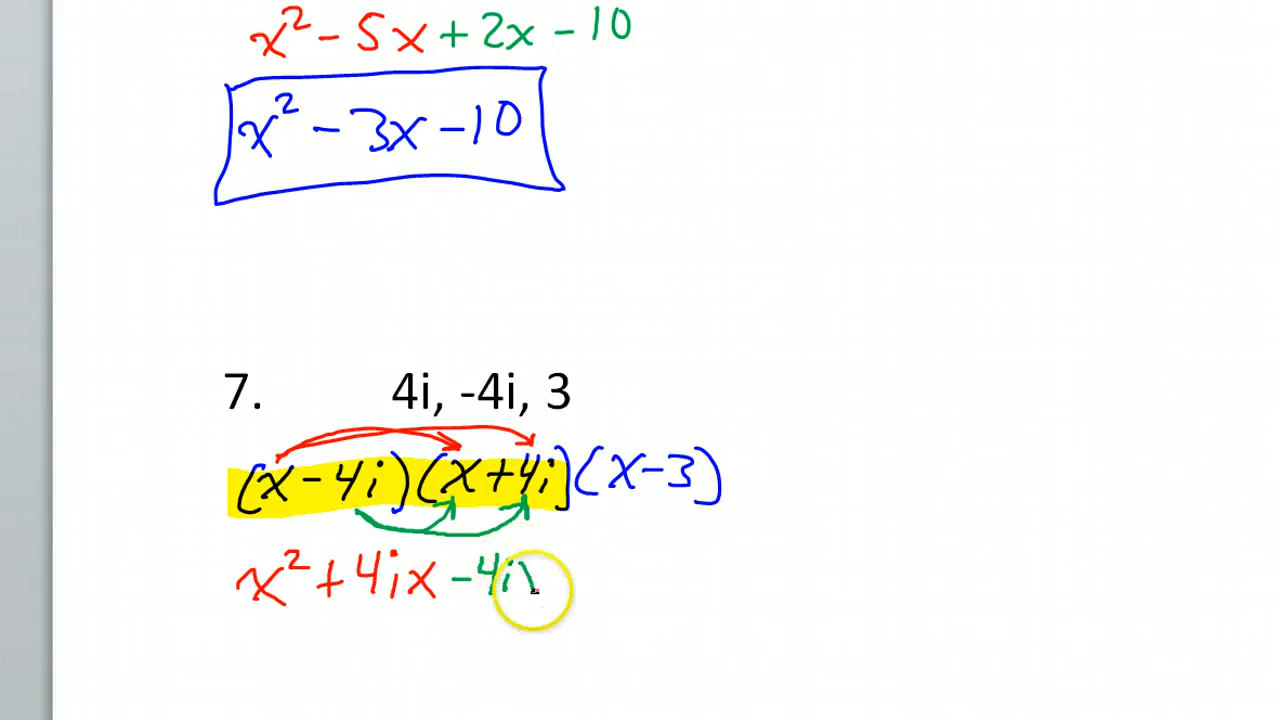 x² - 5x + 2x - 10
x² - 3x - 10
7. 4i, -4i, 3
(x - 4i)(x + 4i)(x - 3)
x² + 4ix - 4i